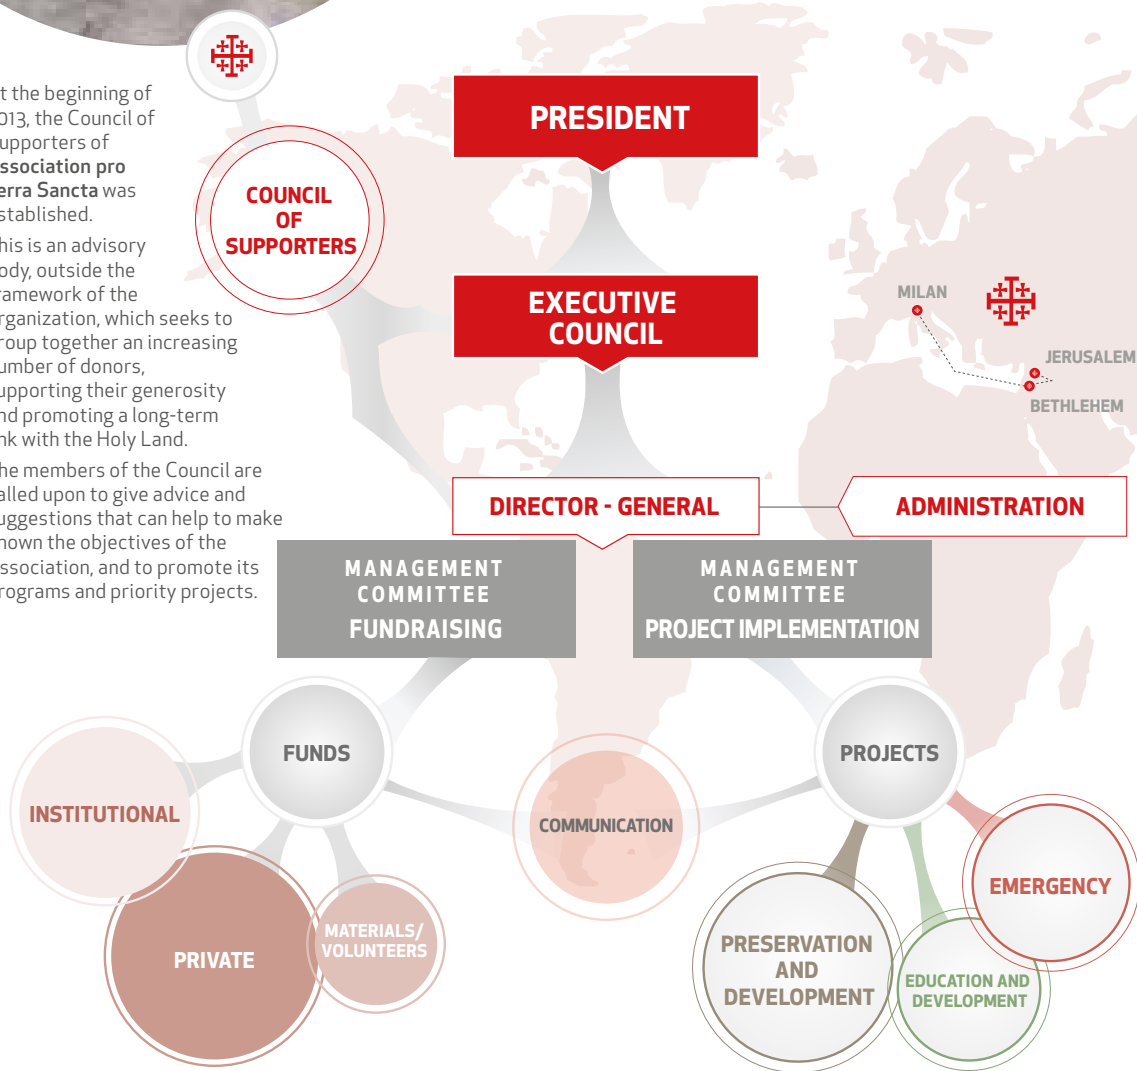 t the beginning of
013, the Council of
upporters of
ssociation pro
erra Sancta was
stablished.
his is an advisory
ody, outside the
ramework of the
rganization, which seeks to
roup together an increasing
umber of donors,
upporting their generosity
nd promoting a long-term
nk with the Holy Land.
he members of the Council are
alled upon to give advice and
uggestions that can help to make
nown the objectives of the
ssociation, and to promote its
rograms and priority projects.
COUNCIL
OF
SUPPORTERS
PRESIDENT
EXECUTIVE
COUNCIL
MILAN
JERUSALEM
BETHLEHEM
DIRECTOR - GENERAL
ADMINISTRATION
MANAGEMENT
COMMITTEE
FUNDRAISING
MANAGEMENT
COMMITTEE
PROJECT IMPLEMENTATION
FUNDS
PROJECTS
INSTITUTIONAL
COMMUNICATION
PRIVATE
MATERIALS/
VOLUNTEERS
PRESERVATION
AND
DEVELOPMENT
EDUCATION AND
DEVELOPMENT
EMERGENCY